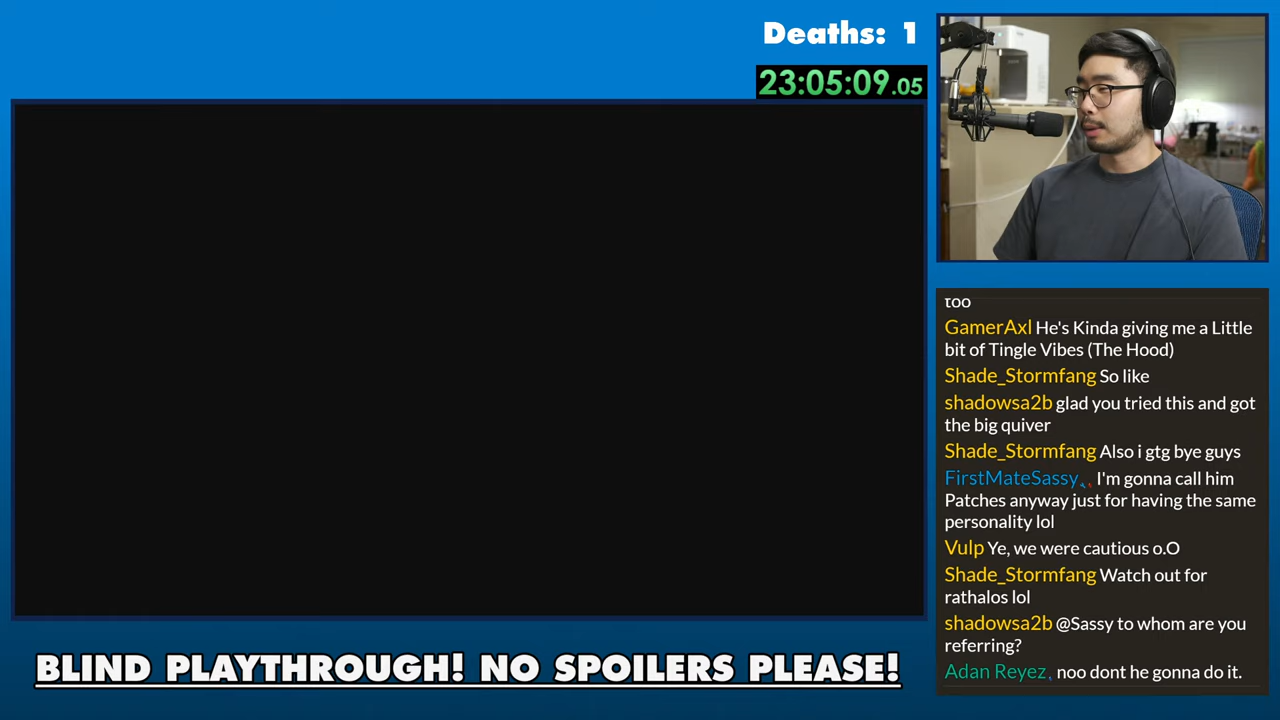 Deaths: 1
23:05:09.05
too
GamerAxl He's Kinda giving me a Little
bit of Tingle Vibes (The Hood)
Shade_Stormfang So like
shadowsa2b glad you tried this and got
the big quiver
Shade_Stormfang Also i gtg bye guys
FirstMateSassy I'm gonna call him
Patches anyway just for having the same
personality lol
Vulp Ye, we were cautious o.O
Shade_Stormfang Watch out for
rathalos lol
shadowsa2b @Sassy to whom are you
referring?
Adan Reyez noo dont he gonna do it.
BLIND PLAYTHROUGH! NO SPOILERS PLEASE!